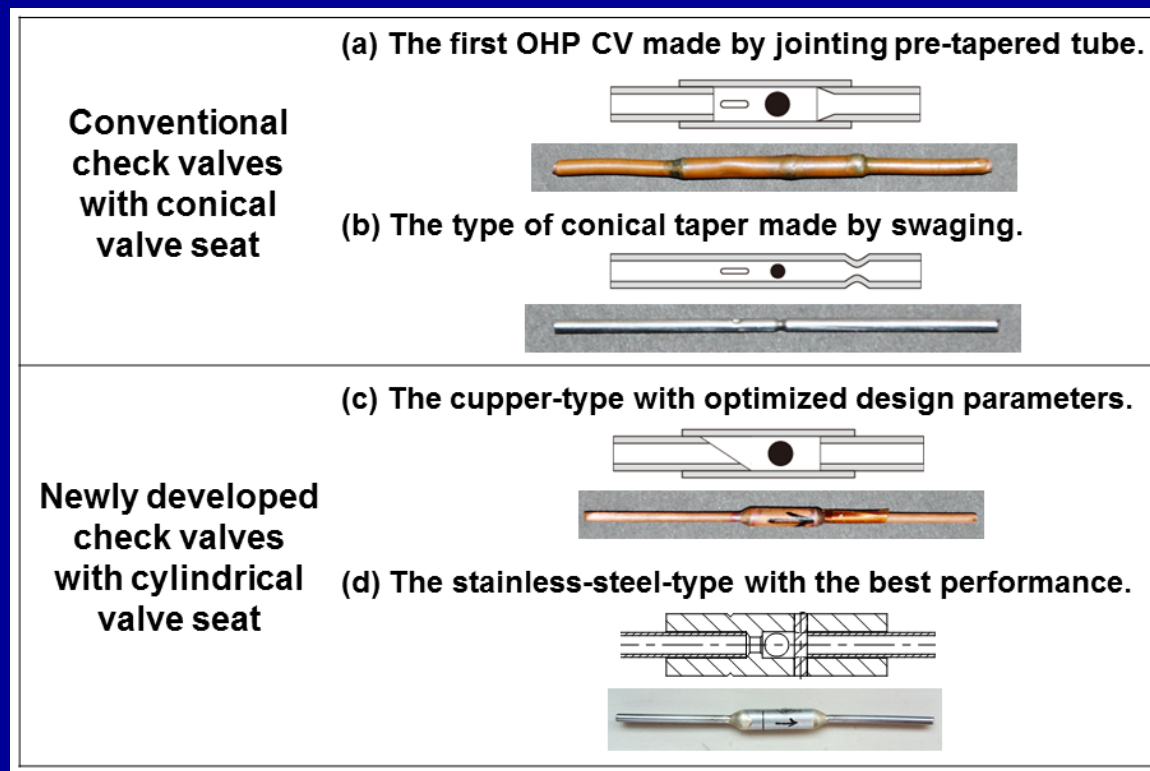 (a) The first OHP CV made by jointing pre-tapered tube.
Conventional
check valves
with conical
valve seat
(b) The type of conical taper made by swaging.
(c) The cupper-type with optimized design parameters.
Newly developed
check valves
with cylindrical
valve seat
(d) The stainless-steel-type with the best performance.